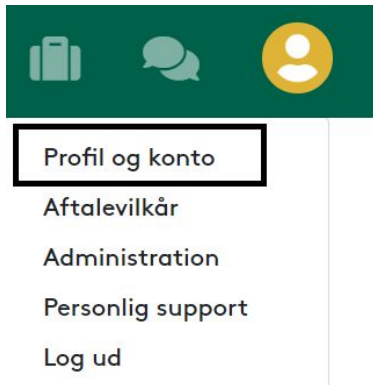 Profil og konto
Aftalevilkår
Administration
Personlig support
Log ud